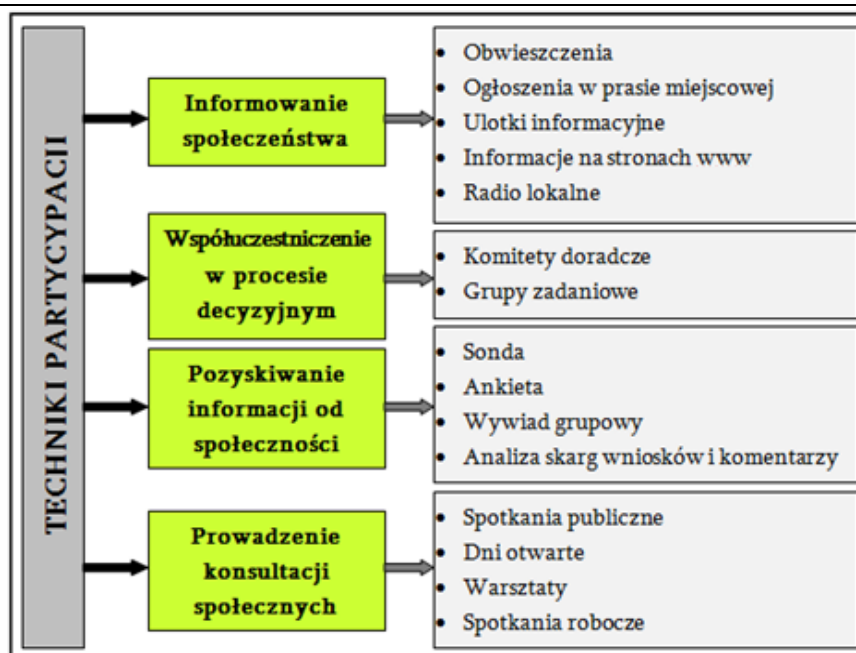 TECHNIKI PARTYCYPACJI
Informowanie
społeczeństwa
• Obwieszczenia
• Ogłoszenia w prasie miejscowej
• Ulotki informacyjne
• Informacje na stronach www
• Radio lokalne
Współuczestniczenie
w procesie
decyzyjnym
• Komitety doradcze
• Grupy zadaniowe
Pozyskiwanie
informacji od
społeczności
• Sonda
• Ankieta
• Wywiad grupowy
• Analiza skarg wniosków i komentarzy
Prowadzenie
konsultacji
społecznych
• Spotkania publiczne
• Dni otwarte
• Warsztaty
• Spotkania robocze